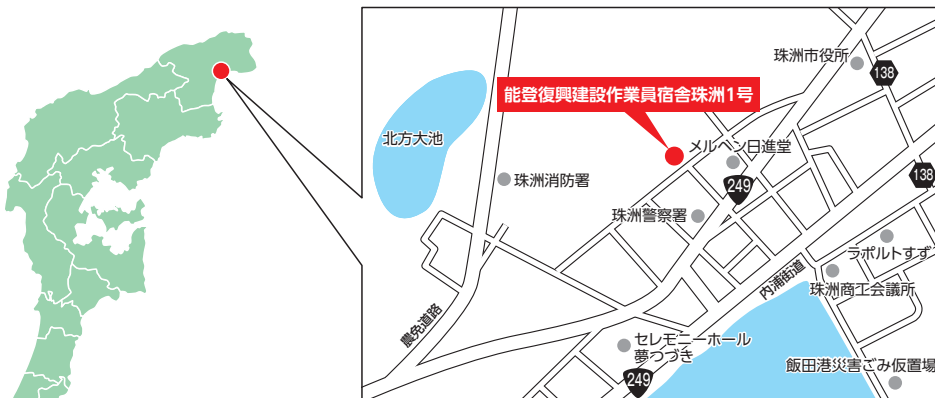 珠洲市役所
138
能登復興建設作業員宿舎珠洲1号
北方大池
メルヘン日進堂
珠洲消防署
249
138
珠洲警察署
ラポルトすず
内浦街道
珠洲商工会議所
農免道路
セレモニーホール
夢つづき
飯田港災害ごみ仮置場
249